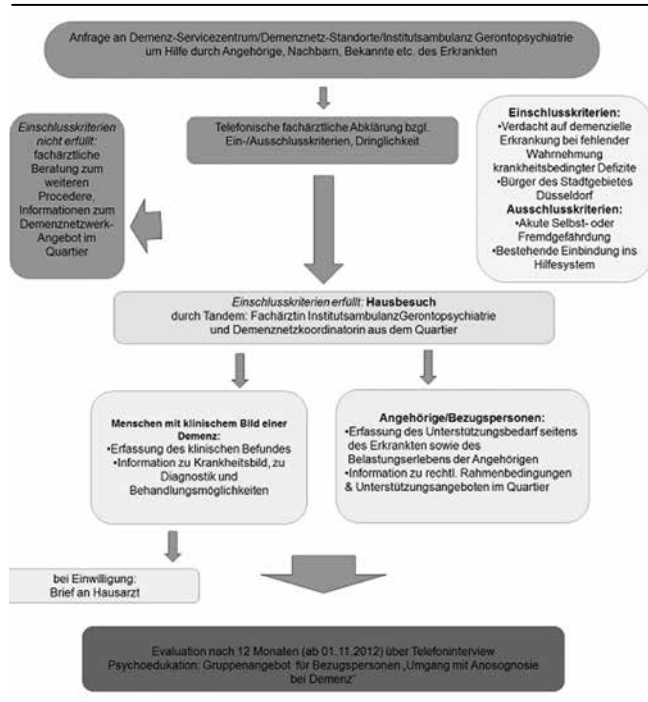 Anfrage an Demenz-Servicezentrum/Demenznetz-Standorte/Institutsambulanz Gerontopsychiatrie
um Hilfe durch Angehörige, Nachbarn, Bekannte etc. des Erkrankten
Einschlusskriterien
nicht erfüllt:
fachärztliche
Beratung zum
weiteren
Procedere,
Informationen zum
Demenznetzwerk-
Angebot im
Quartier
Telefonische fachärztliche Abklärung bzgl.
Ein-/Ausschlusskriterien, Dringlichkeit
Einschlusskriterien:
•Verdacht auf demenzielle
Erkrankung bei fehlender
Wahrnehmung
krankheitsbedingter Defizite
•Bürger des Stadtgebietes
Düsseldorf
Ausschlusskriterien:
•Akute Selbst- oder
Fremdgefährdung
•Bestehende Einbindung ins
Hilfesystem
Einschlusskriterien erfüllt: Hausbesuch
durch Tandem: Fachärztin InstitutsambulanzGerontopsychiatrie
und Demenznetzkoordinatorin aus dem Quartier
Menschen mit klinischem Bild einer
Demenz:
•Erfassung des klinischen Befundes
•Information zu Krankheitsbild, zu
Diagnostik und
Behandlungsmöglichkeiten
Angehörige/Bezugspersonen:
•Erfassung des Unterstützungsbedarf seitens
des Erkrankten sowie des
Belastungserlebens der Angehörigen
•Information zu rechtl. Rahmenbedingungen
& Unterstützungsangeboten im Quartier
bei Einwilligung:
Brief an Hausarzt
Evaluation nach 12 Monaten (ab 01.11.2012) über Telefoninterview
Psychoedukation: Gruppenangebot für Bezugspersonen „Umgang mit Anosognosie
bei Demenz“